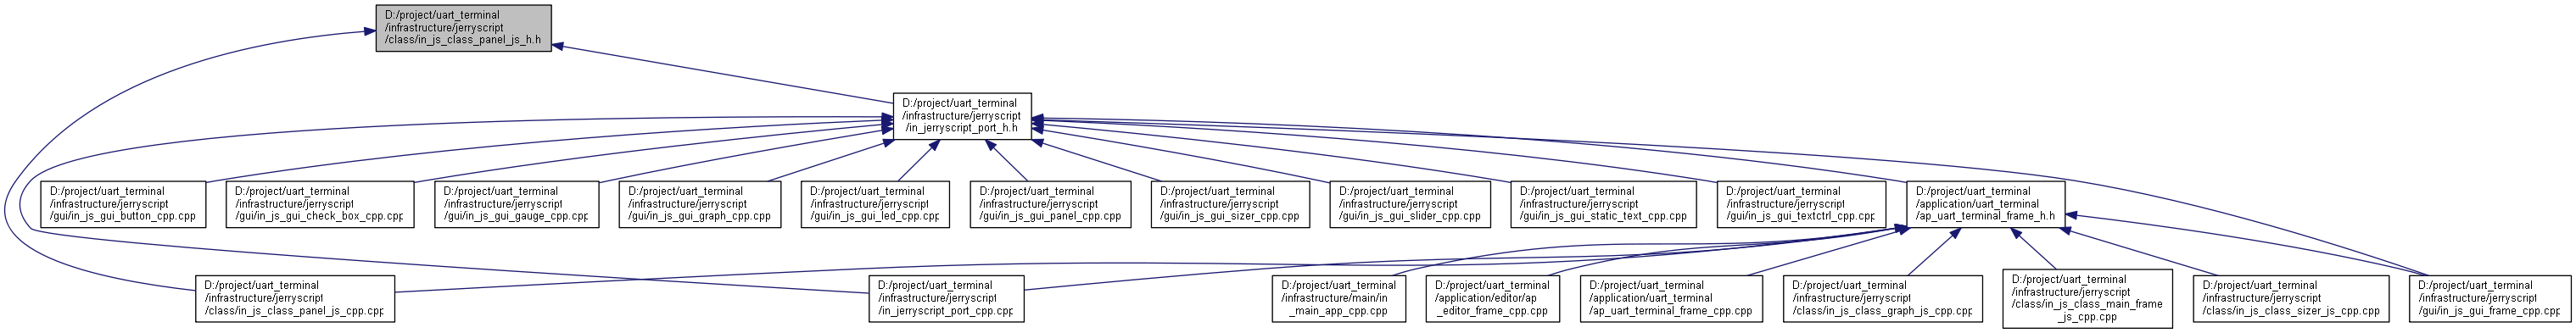 D:/project/uart_terminal
/infrastructure/jerryscript
/class/in_js_class_panel_js_h.h
D:/project/uart_terminal
/infrastructure/jerryscript
/in_jerryscript_port_h.h
D:/project/uart_terminal
/infrastructure/jerryscript
/gui/in_js_gui_button_cpp.cpp
D:/project/uart_terminal
/infrastructure/jerryscript
/gui/in_js_gui_check_box_cpp.cpp
D:/project/uart_terminal
/infrastructure/jerryscript
/gui/in_js_gui_gauge_cpp.cpp
D:/project/uart_terminal
/infrastructure/jerryscript
/gui/in_js_gui_graph_cpp.cpp
D:/project/uart_terminal
/infrastructure/jerryscript
/gui/in_js_gui_led_cpp.cpp
D:/project/uart_terminal
/infrastructure/jerryscript
/gui/in_js_gui_panel_cpp.cpp
D:/project/uart_terminal
/infrastructure/jerryscript
/gui/in_js_gui_sizer_cpp.cpp
D:/project/uart_terminal
/infrastructure/jerryscript
/gui/in_js_gui_slider_cpp.cpp
D:/project/uart_terminal
/infrastructure/jerryscript
/gui/in_js_gui_static_text_cpp.cpp
D:/project/uart_terminal
/infrastructure/jerryscript
/gui/in_js_gui_textctrl_cpp.cpp
D:/project/uart_terminal
/application/uart_terminal
/ap_uart_terminal_frame_h.h
D:/project/uart_terminal
/infrastructure/jerryscript
/class/in_js_class_panel_js_cpp.cpp
D:/project/uart_terminal
/infrastructure/jerryscript
/in_jerryscript_port_cpp.cpp
D:/project/uart_terminal
/infrastructure/main/in
_main_app_cpp.cpp
D:/project/uart_terminal
/application/editor/ap
_editor_frame_cpp.cpp
D:/project/uart_terminal
/application/uart_terminal
/ap_uart_terminal_frame_cpp.cpp
D:/project/uart_terminal
/infrastructure/jerryscript
/class/in_js_class_graph_js_cpp.cpp
D:/project/uart_terminal
/infrastructure/jerryscript
/class/in_js_class_main_frame
_js_cpp.cpp
D:/project/uart_terminal
/infrastructure/jerryscript
/class/in_js_class_sizer_js_cpp.cpp
D:/project/uart_terminal
/infrastructure/jerryscript
/gui/in_js_gui_frame_cpp.cpp